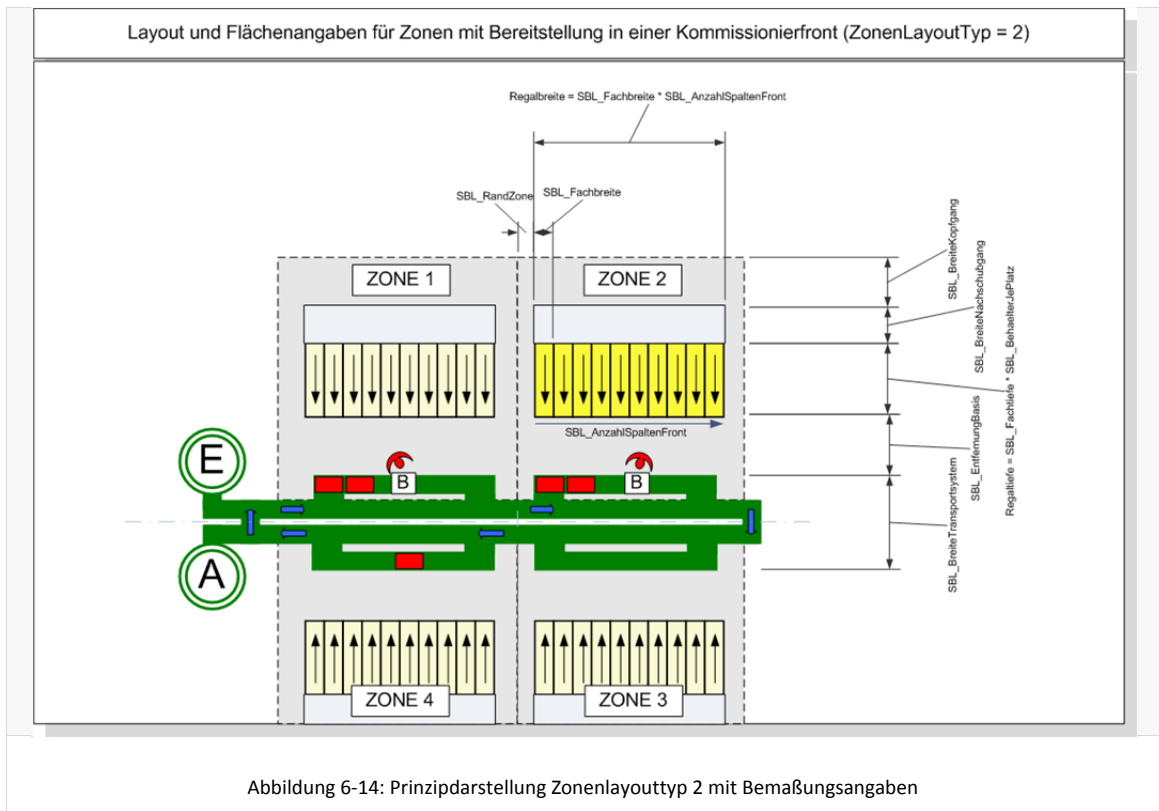 Layout und Flächenangaben für Zonen mit Bereitstellung in einer Kommissionierfront (ZonenLayoutTyp = 2)
Regalbreite = SBL_Fachbreite * SBL_AnzahlSpaltenFront
SBL_RandZone
SBL_Fachbreite
ZONE 1
ZONE 2
SBL_AnzahlSpaltenFront
E
B
B
A
ZONE 4
ZONE 3
SBL_BreiteKopfgang
SBL_BreiteNachschubgang
Regaltiefe = SBL_Fachtiefe * SBL_BehaelterJePlatz
SBL_EntfernungBasis
SBL_BreiteTransportsystem
Abbildung 6-14: Prinzipdarstellung Zonenlayouttyp 2 mit Bemaßungsangaben